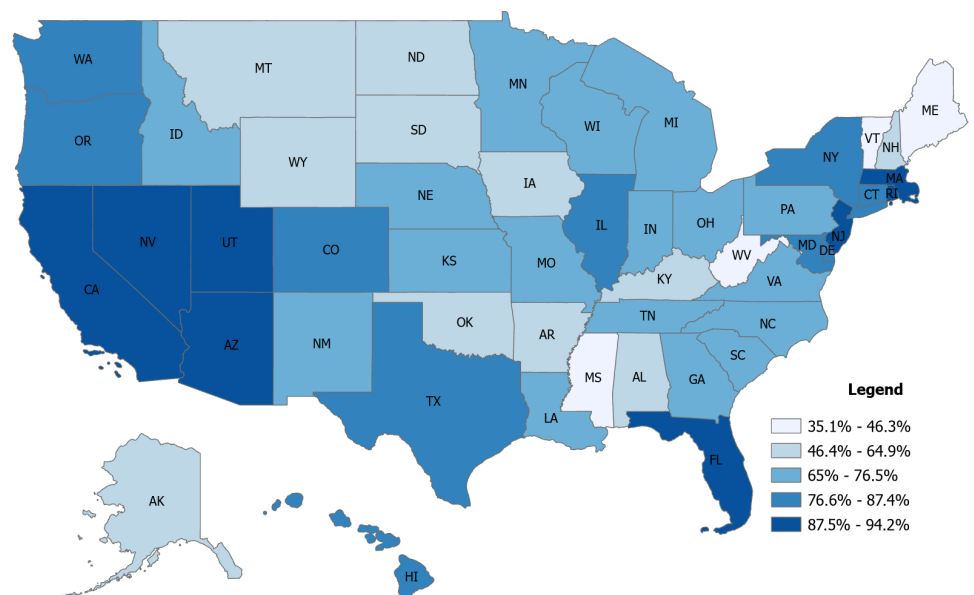 WA
MT
ND
MN
ME
VT
NH
OR
ID
SD
WI
MI
NY
WY
IA
MA
CT
RI
NE
PA
NV
UT
CO
IL
IN
OH
NJ
MD
DE
WV
CA
KS
MO
KY
VA
AZ
NM
OK
AR
TN
NC
SC
MS
AL
GA
TX
LA
FL
AK
HI
Legend
35.1% - 46.3%
46.4% - 64.9%
65% - 76.5%
76.6% - 87.4%
87.5% - 94.2%